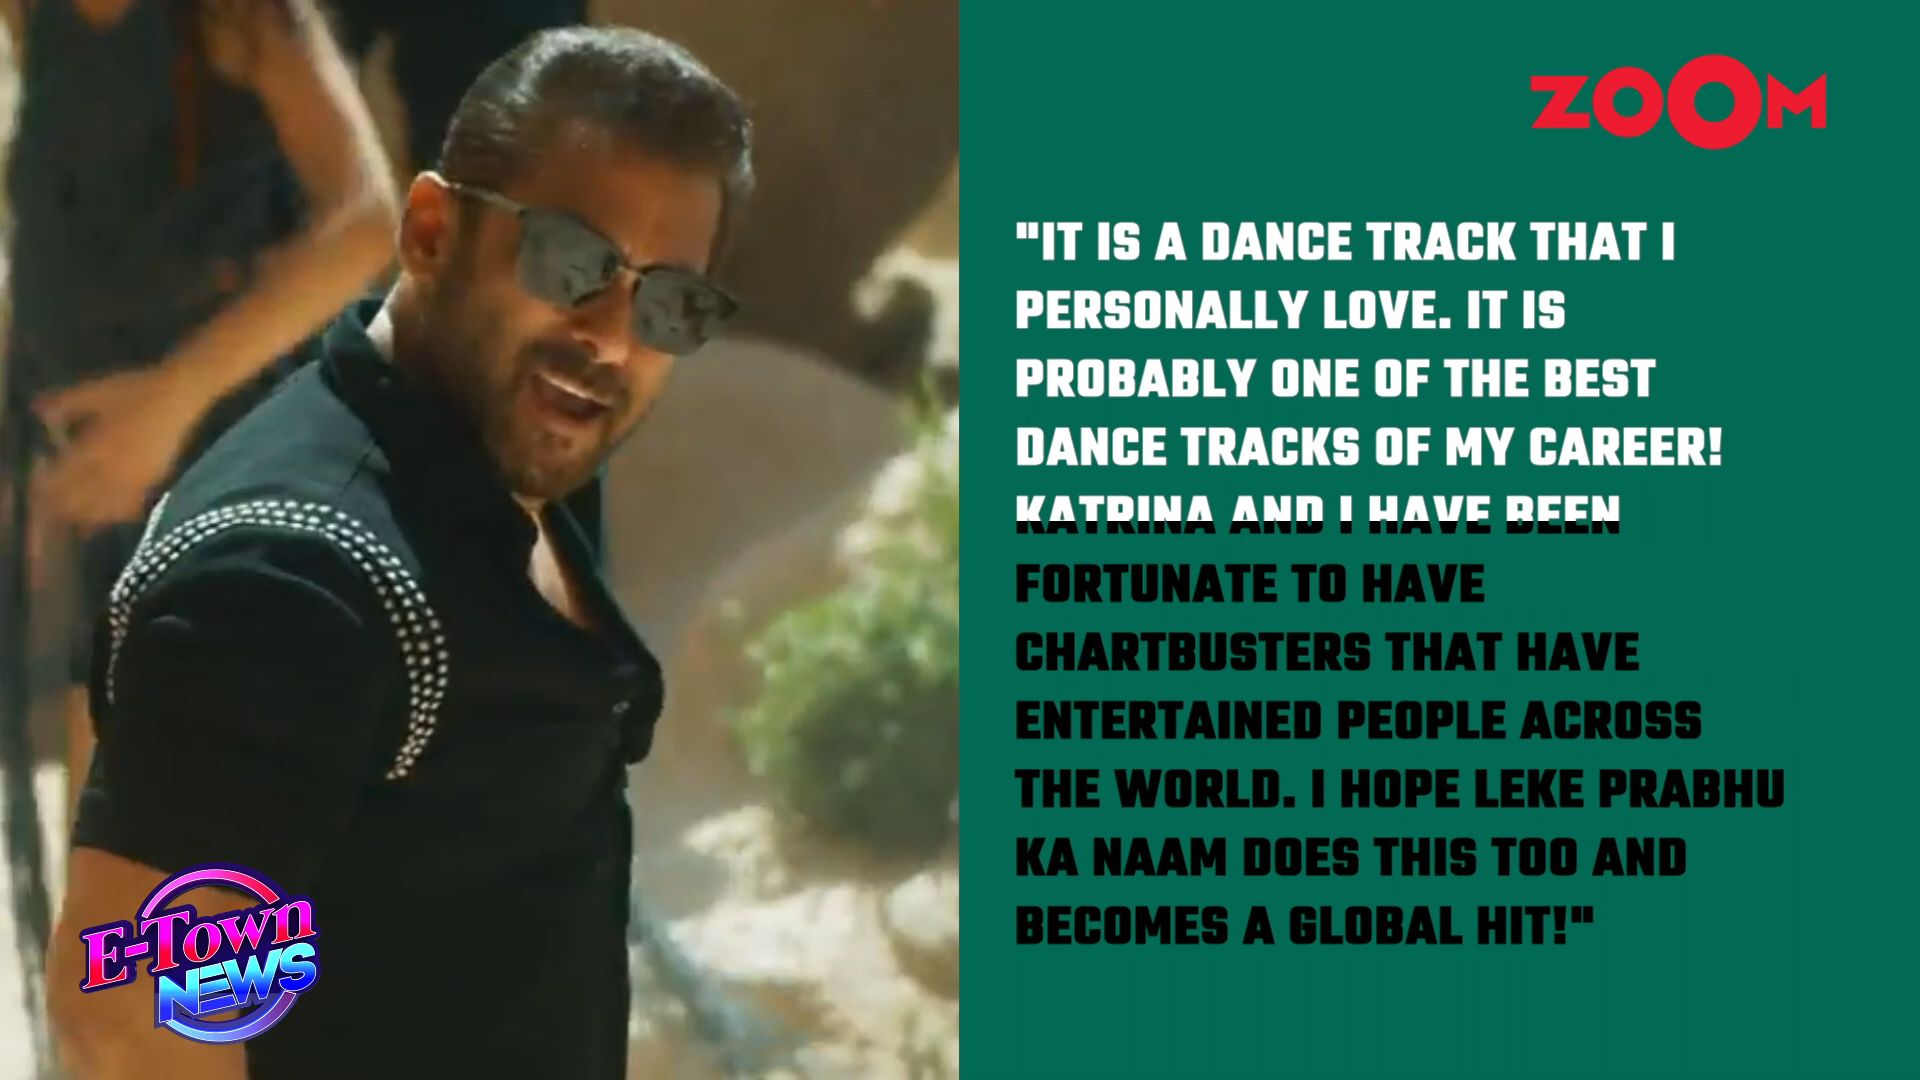 ZOOM
"IT IS A DANCE TRACK THAT I
PERSONALLY LOVE. IT IS
PROBABLY ONE OF THE BEST
DANCE TRACKS OF MY CAREER!
KATRINA AND I HAVE BEEN
FORTUNATE TO HAVE
CHARTBUSTERS THAT HAVE
ENTERTAINED PEOPLE ACROSS
THE WORLD. I HOPE LEKE PRABHU
KA NAAM DOES THIS TOO AND
BECOMES A GLOBAL HIT!"
E-TOWN
NEWS